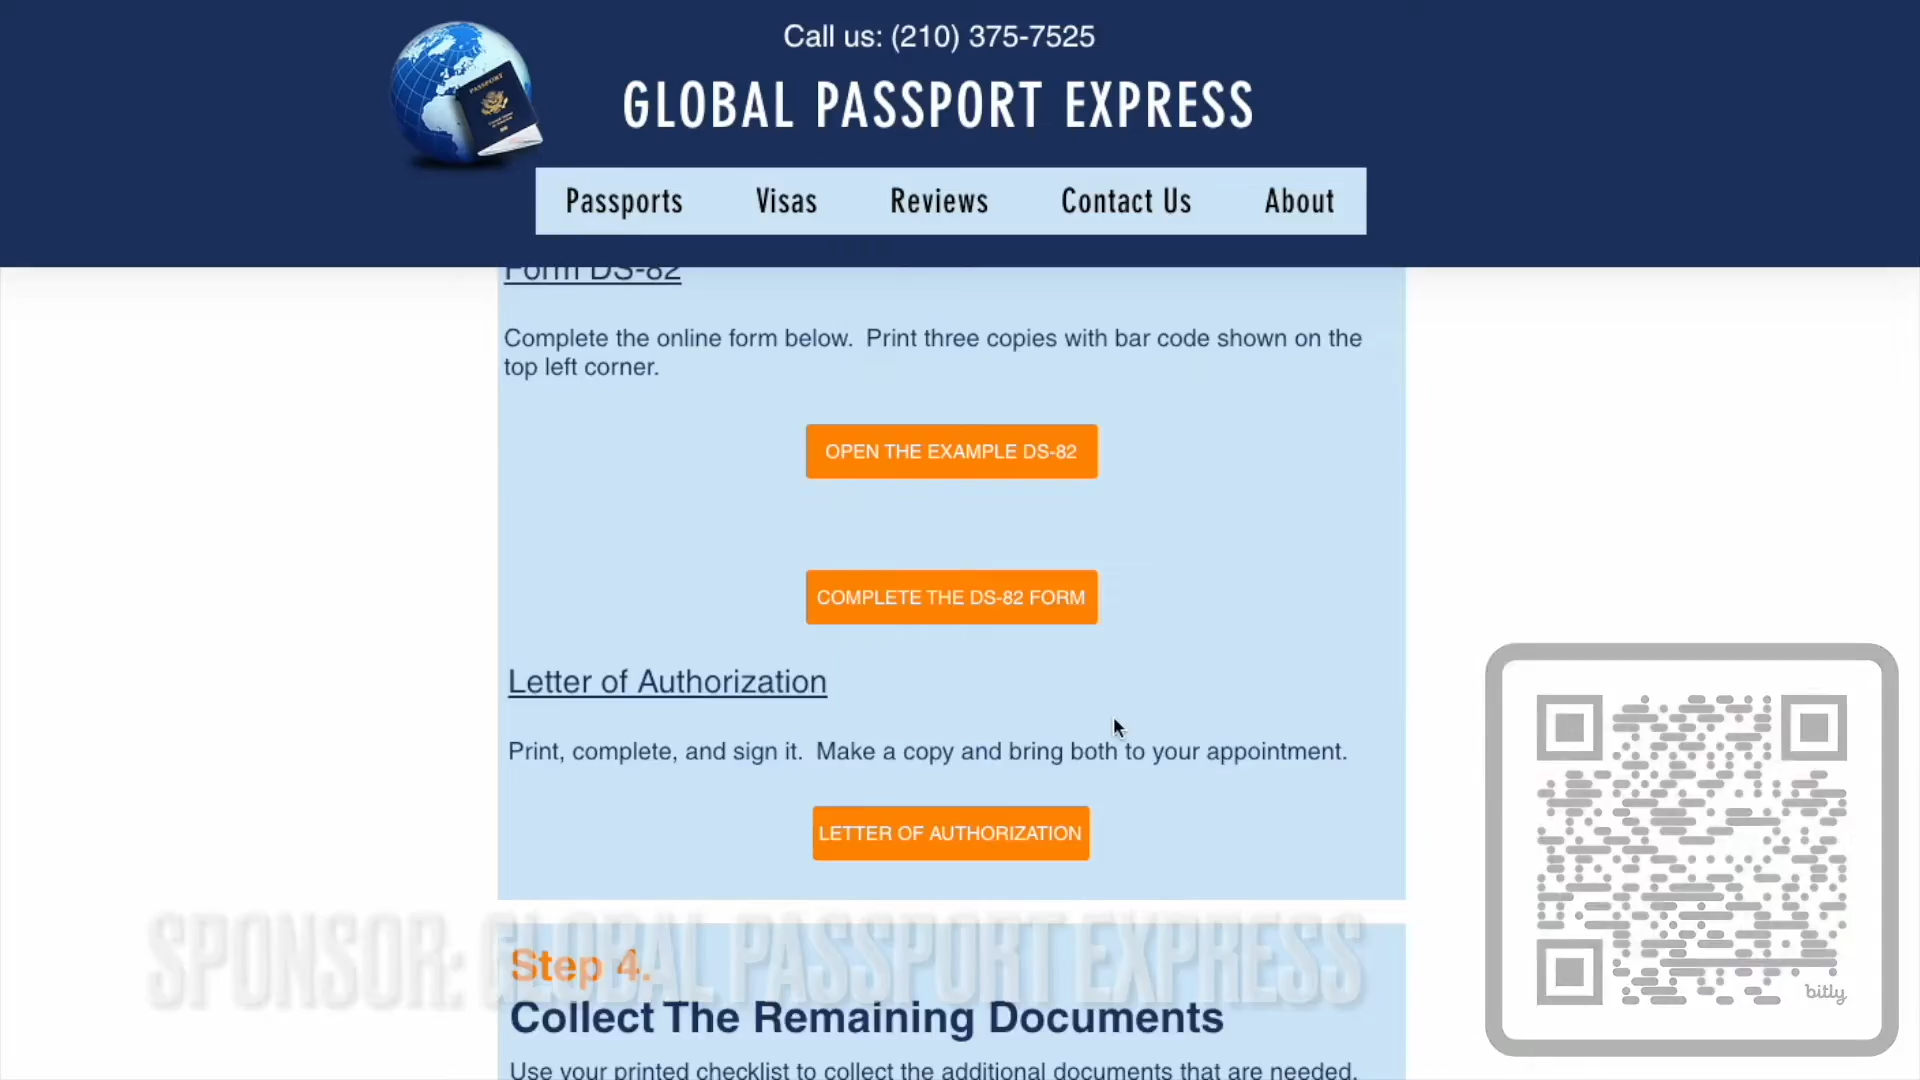 Call us: (210) 375-7525
GLOBAL PASSPORT EXPRESS
PASSPORT
Passports
Visas
Reviews
Contact Us
About
Form DS-82
Complete the online form below.  Print three copies with bar code shown on the
top left corner.
OPEN THE EXAMPLE DS-82
COMPLETE THE DS-82 FORM
Letter of Authorization
Print, complete, and sign it.  Make a copy and bring both to your appointment.
LETTER OF AUTHORIZATION
SPONSOR: GLOBAL PASSPORT EXPRESS
Step 4.
bitly
Collect The Remaining Documents
Use your printed checklist to collect the additional documents that are needed.